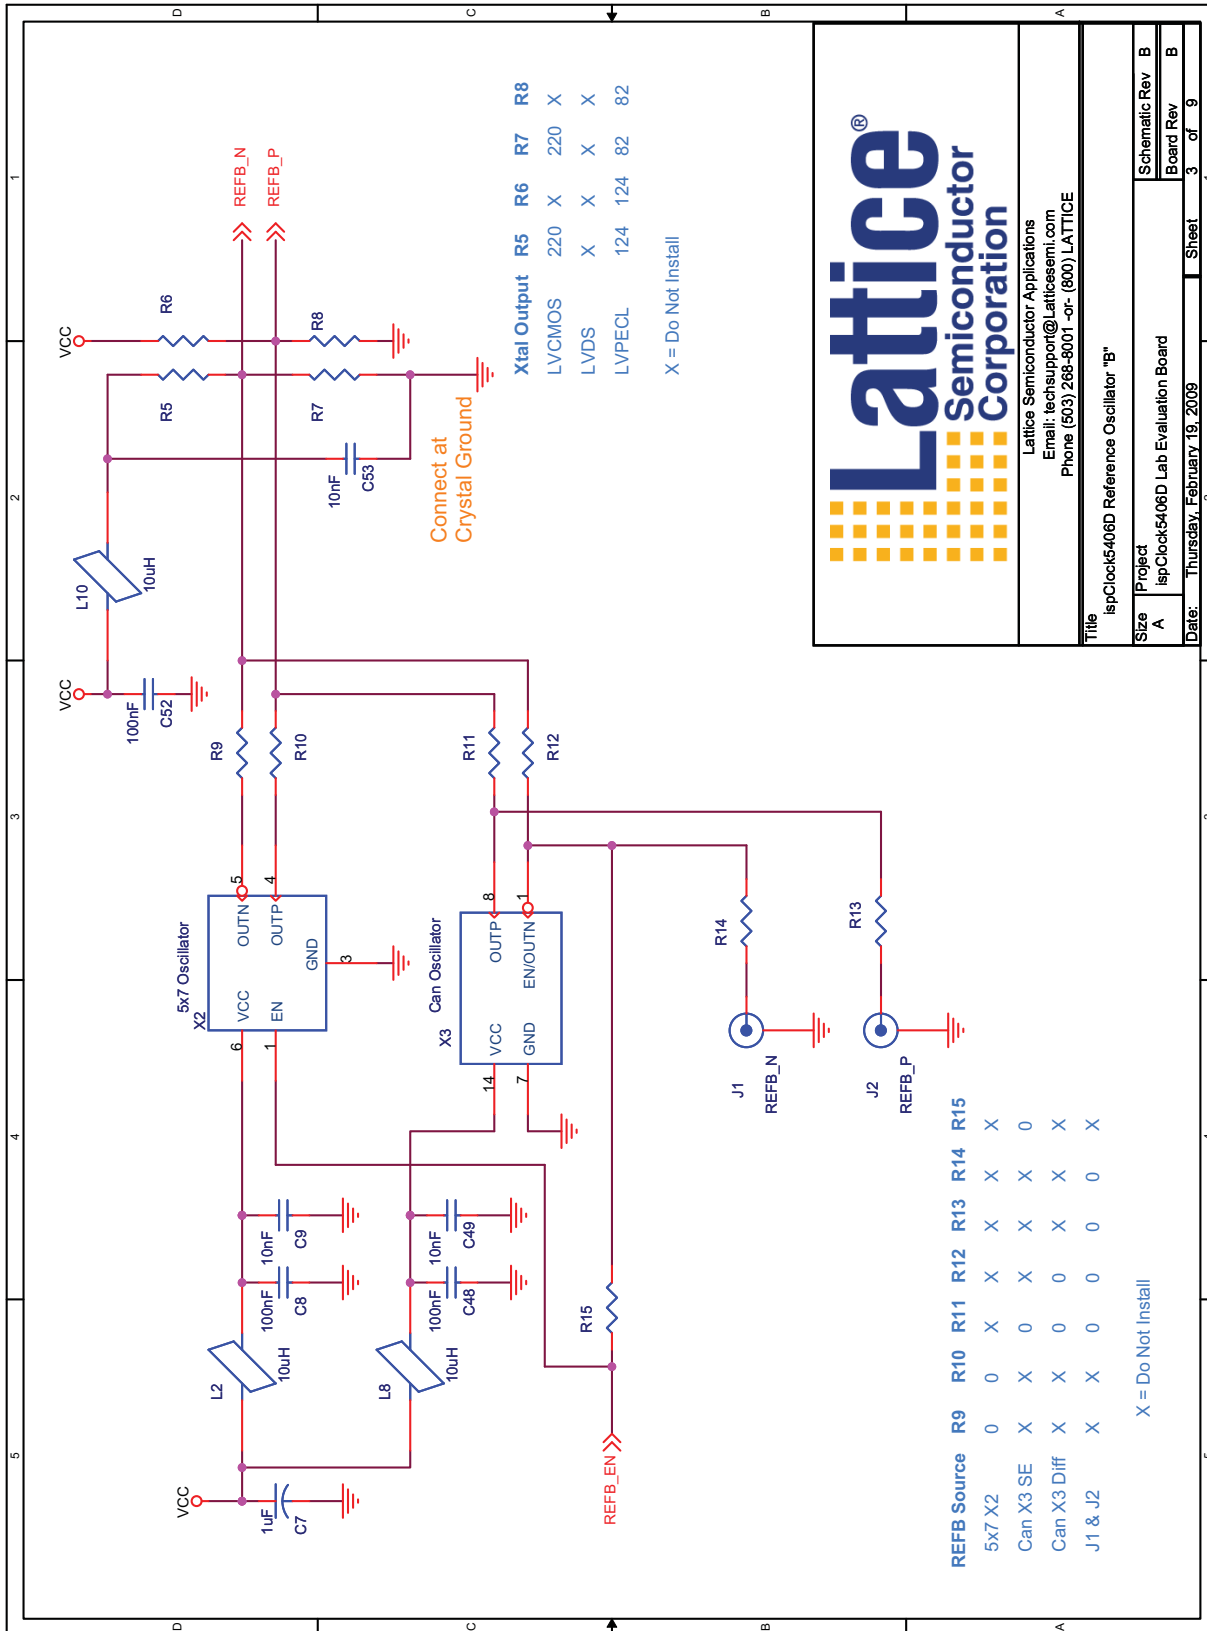 5
4
3
2
1
D
C
B
A
VCC
1uF
C7
L2
10uH
100nF
C8
10nF
C9
X2
5x7 Oscillator
6
VCC
1
EN
OUTN
5
OUTP
4
GND
3
R9
R10
VCC
100nF
C52
L10
10uH
VCC
R5
R6
R7
R8
10nF
C53
REFB_N
REFB_P
Connect at
Crystal Ground
L8
10uH
100nF
C48
10nF
C49
X3
Can Oscillator
14
VCC
7
GND
OUTP
8
EN/OUTN
1
R11
R12
REFB_EN
R15
J1
REFB_N
R14
J2
REFB_P
R13
Xtal Output R5 R6 R7 R8
LVCMOS 220 X 220 X
LVDS X X X X
LVPECL 124 124 82 82
X = Do Not Install
REFB Source R9 R10 R11 R12 R13 R14 R15
5x7 X2 0 0 X X X X X
Can X3 SE X X 0 X X X 0
Can X3 Diff X X 0 0 X X X
J1 & J2 X X 0 0 0 0 X
X = Do Not Install
Lattice®
Semiconductor
Corporation
Lattice Semiconductor Applications
Email: techsupport@Latticesemi.com
Phone (503) 268-8001 -or- (800) LATTICE
Title
ispClock5406D Reference Oscillator "B"
Size
A
Project
ispClock5406D Lab Evaluation Board
Schematic Rev B
Board Rev B
Date: Thursday, February 19, 2009
Sheet 3 of 9
D
C
B
A